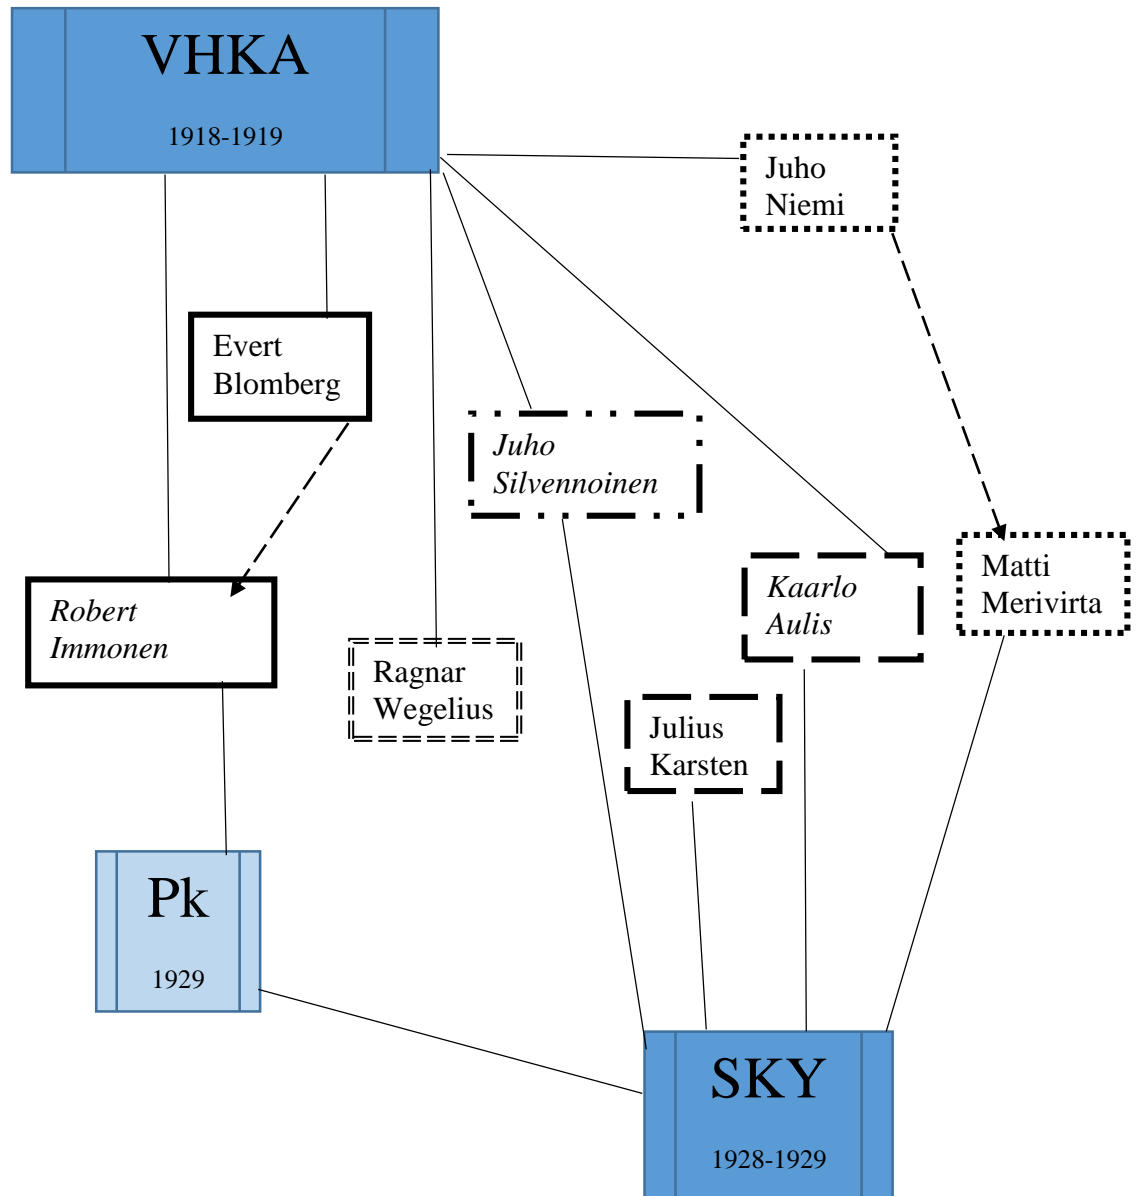 VHKA
1918-1919
Juho
Niemi
Evert
Blomberg
Juho
Silvennoinen
Matti
Merivirta
Kaarlo
Aulis
Robert
Immonen
Ragnar
Wegelius
Julius
Karsten
Pk
1929
SKY
1928-1929